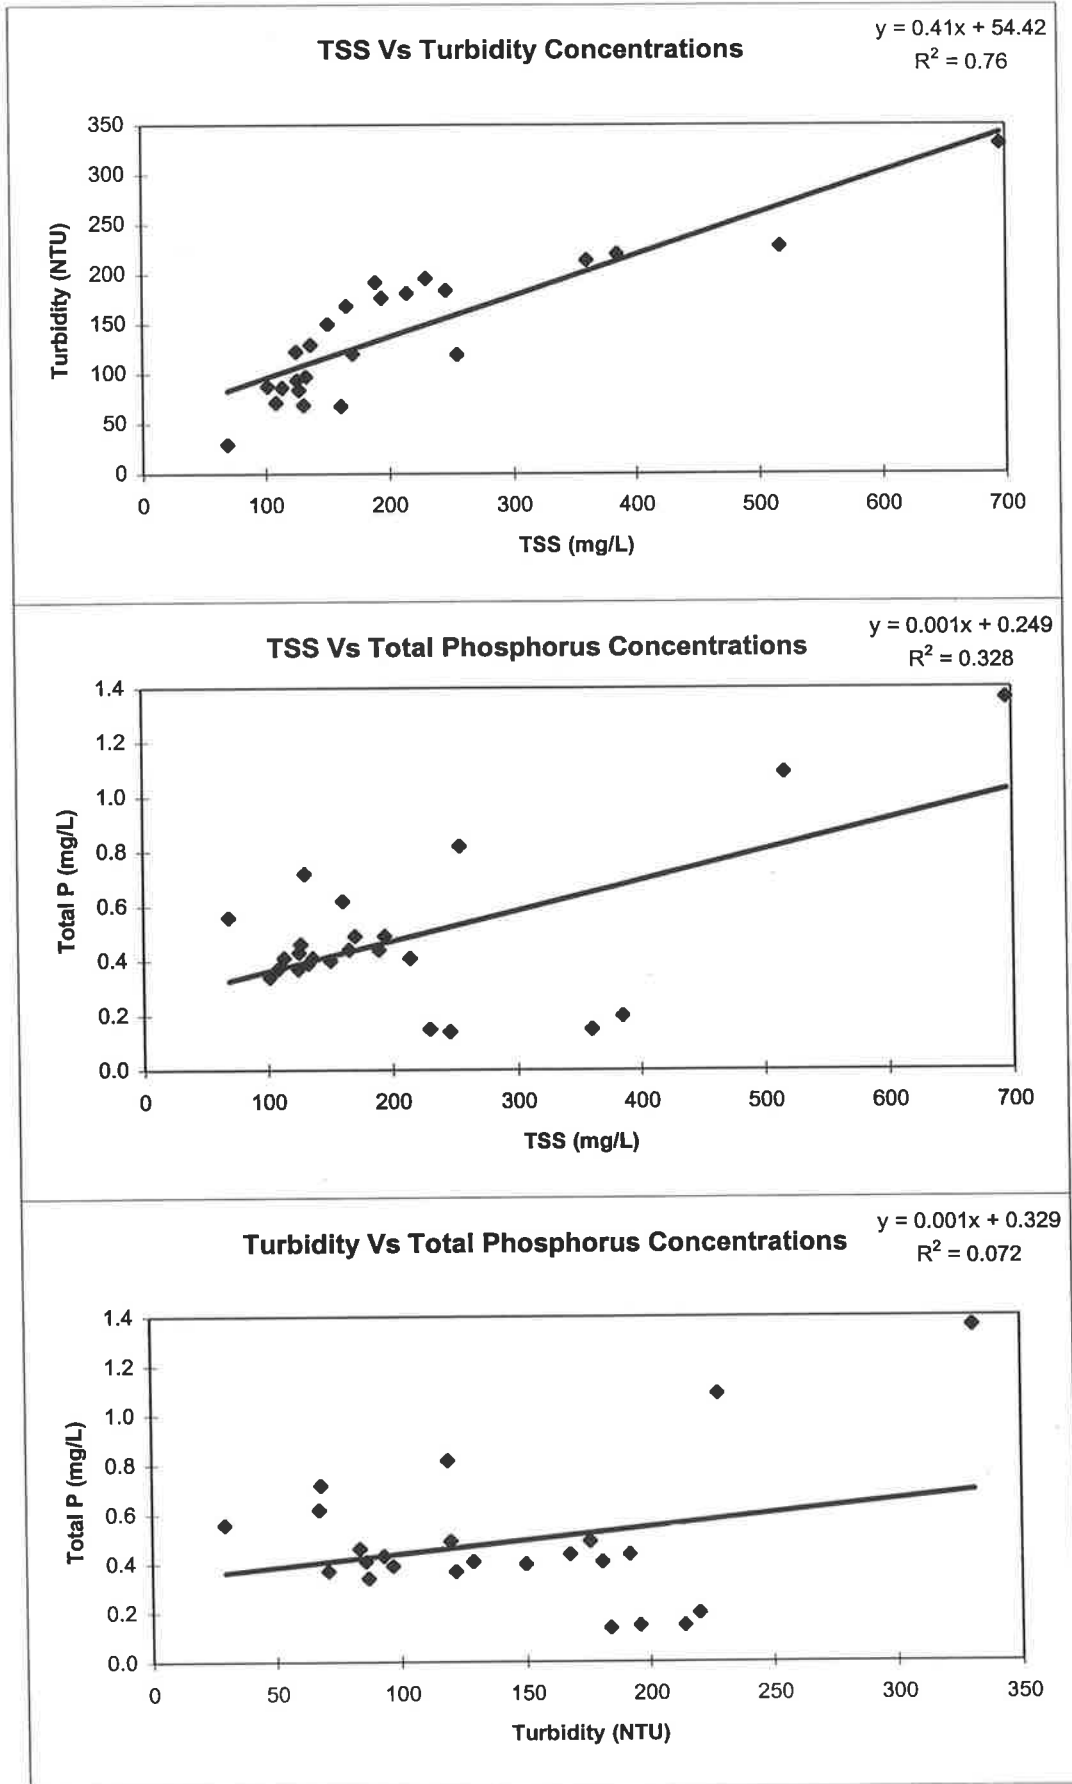 TSS Vs Turbidity Concentrations
y = 0.41x + 54.42
R² = 0.76
350
300
250
200
150
100
50
0
Turbidity (NTU)
0 100 200 300 400 500 600 700
TSS (mg/L)
TSS Vs Total Phosphorus Concentrations
y = 0.001x + 0.249
R² = 0.328
1.4
1.2
1.0
0.8
0.6
0.4
0.2
0.0
Total P (mg/L)
0 100 200 300 400 500 600 700
TSS (mg/L)
Turbidity Vs Total Phosphorus Concentrations
y = 0.001x + 0.329
R² = 0.072
1.4
1.2
1.0
0.8
0.6
0.4
0.2
0.0
Total P (mg/L)
0 50 100 150 200 250 300 350
Turbidity (NTU)